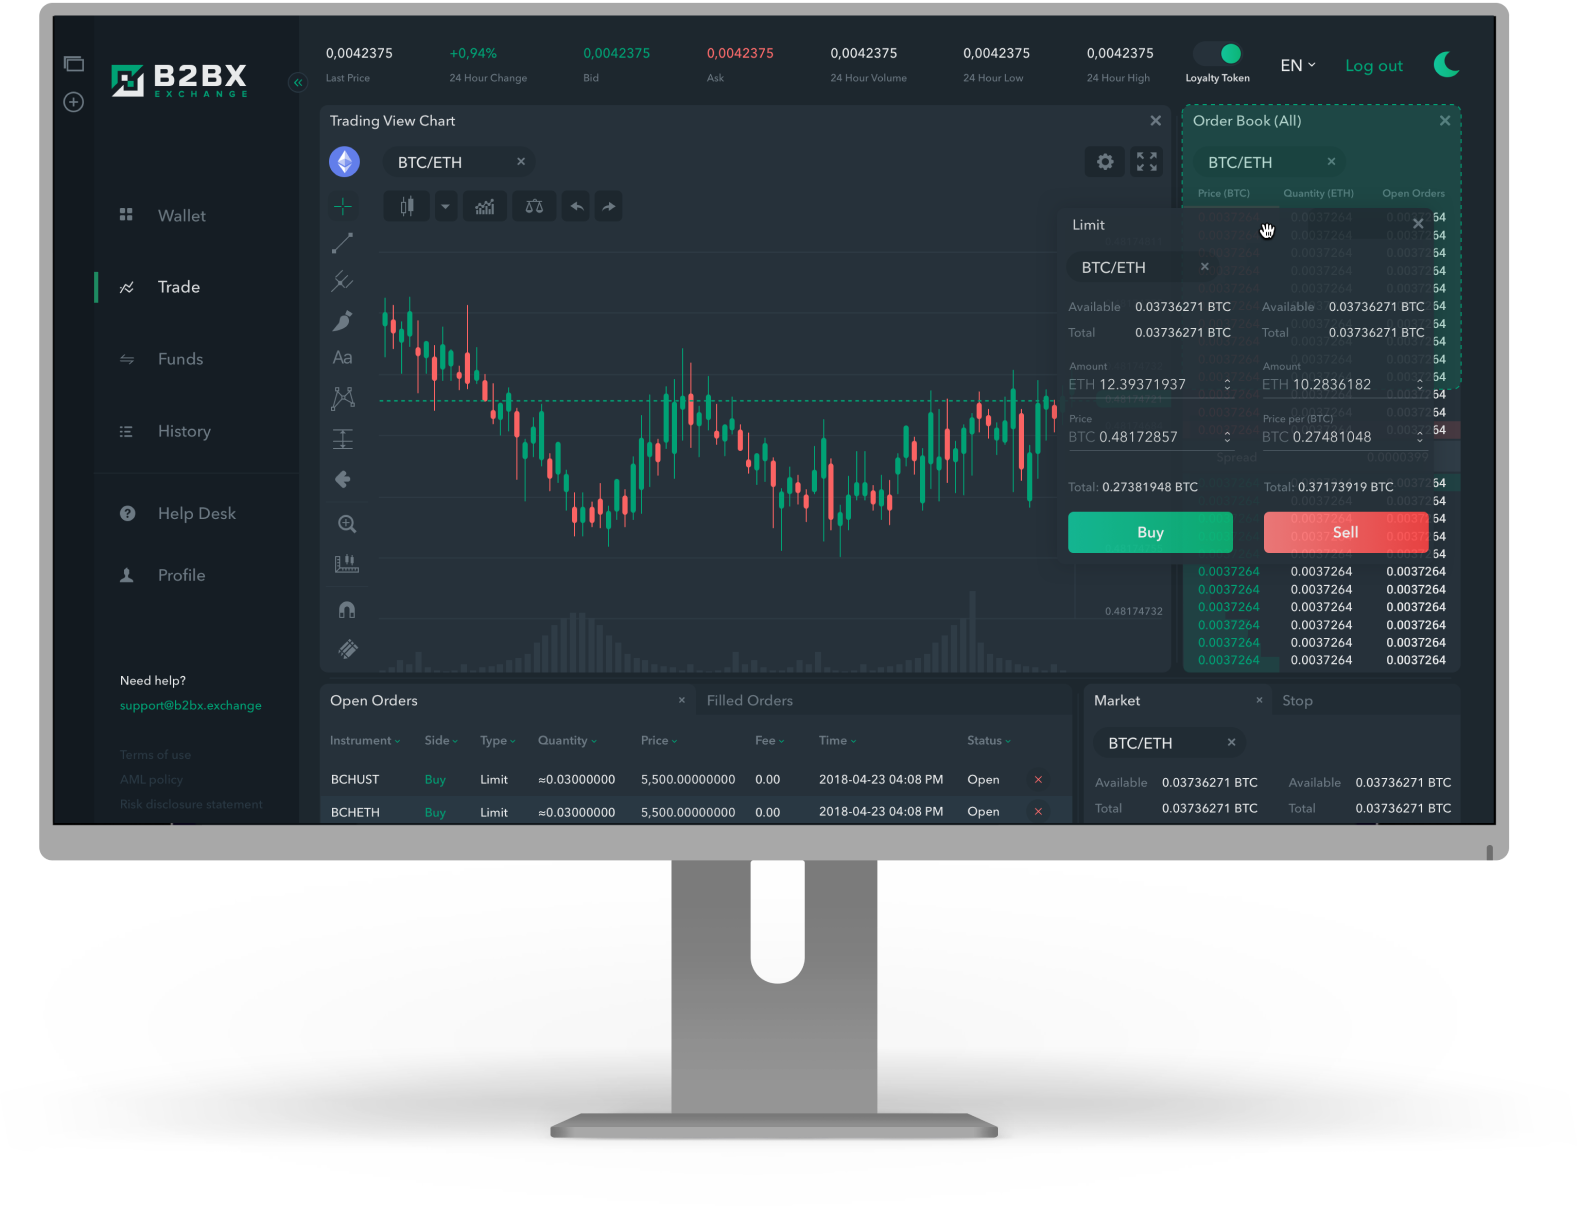 B2BX
EXCHANGE
0,0042375
Last Price
+0,94%
24 Hour Change
0,0042375
Bid
0,0042375
Ask
0,0042375
24 Hour Volume
0,0042375
24 Hour Low
0,0042375
24 Hour High
Loyalty Token
EN
Log out
Wallet
Trade
Funds
History
Help Desk
Profile
Need help?
support@b2bx.exchange
Terms of use
AML policy
Risk disclosure statement
Trading View Chart
BTC/ETH
Aa
0.48174732
Order Book (All)
BTC/ETH
Price (BTC) Quantity (ETH) Open Orders
Limit
BTC/ETH
Available 0.03736271 BTC Available 0.03736271 BTC
Total 0.03736271 BTC Total 0.03736271 BTC
Amount Amount
ETH 12.39371937 ETH 10.2836182
Price Price per (BTC)
BTC 0.48172857 BTC 0.27481048
Spread 0.0000399
Total: 0.27381948 BTC Total: 0.37173919 BTC
Buy Sell
0.0037264 0.0037264 0.0037264
0.0037264 0.0037264 0.0037264
0.0037264 0.0037264 0.0037264
0.0037264 0.0037264 0.0037264
0.0037264 0.0037264 0.0037264
0.0037264 0.0037264 0.0037264
Open Orders Filled Orders
Instrument Side Type Quantity Price Fee Time Status
BCHUST Buy Limit ≈0.03000000 5,500.00000000 0.00 2018-04-23 04:08 PM Open
BCHETH Buy Limit ≈0.03000000 5,500.00000000 0.00 2018-04-23 04:08 PM Open
Market Stop
BTC/ETH
Available 0.03736271 BTC Available 0.03736271 BTC
Total 0.03736271 BTC Total 0.03736271 BTC